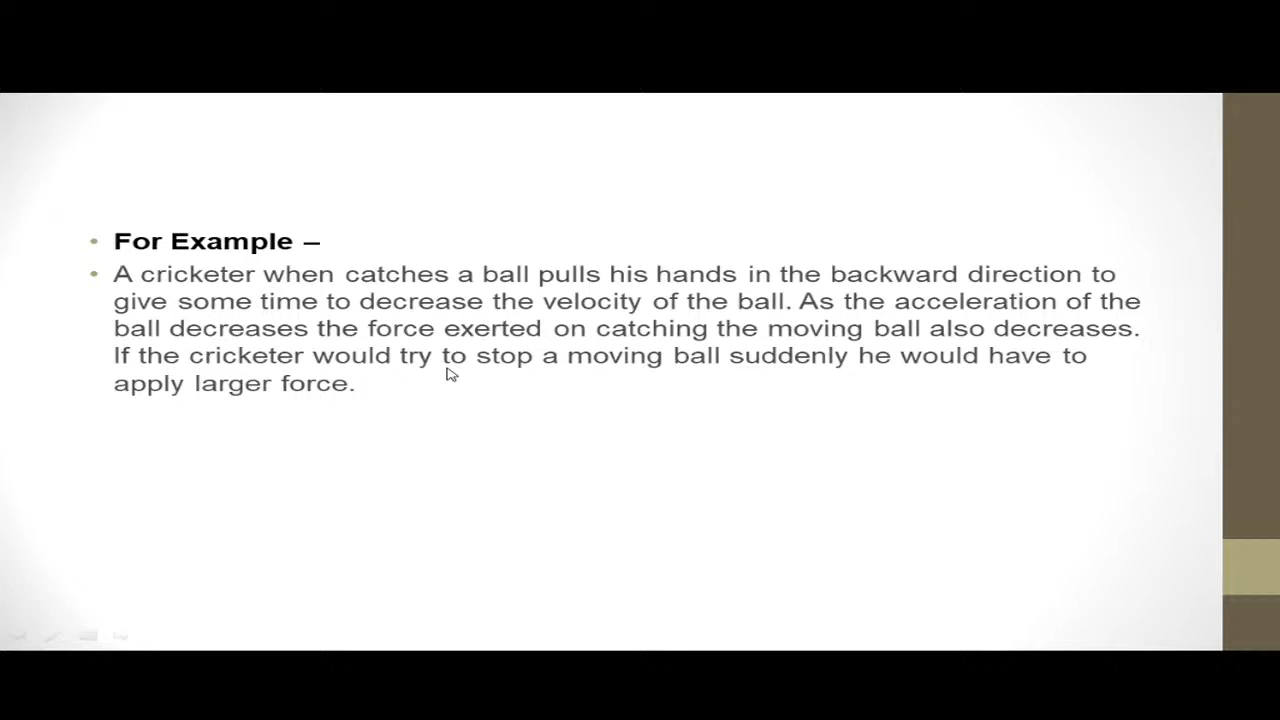 • For Example –
• A cricketer when catches a ball pulls his hands in the backward direction to
give some time to decrease the velocity of the ball. As the acceleration of the
ball decreases the force exerted on catching the moving ball also decreases.
If the cricketer would try to stop a moving ball suddenly he would have to
apply larger force.